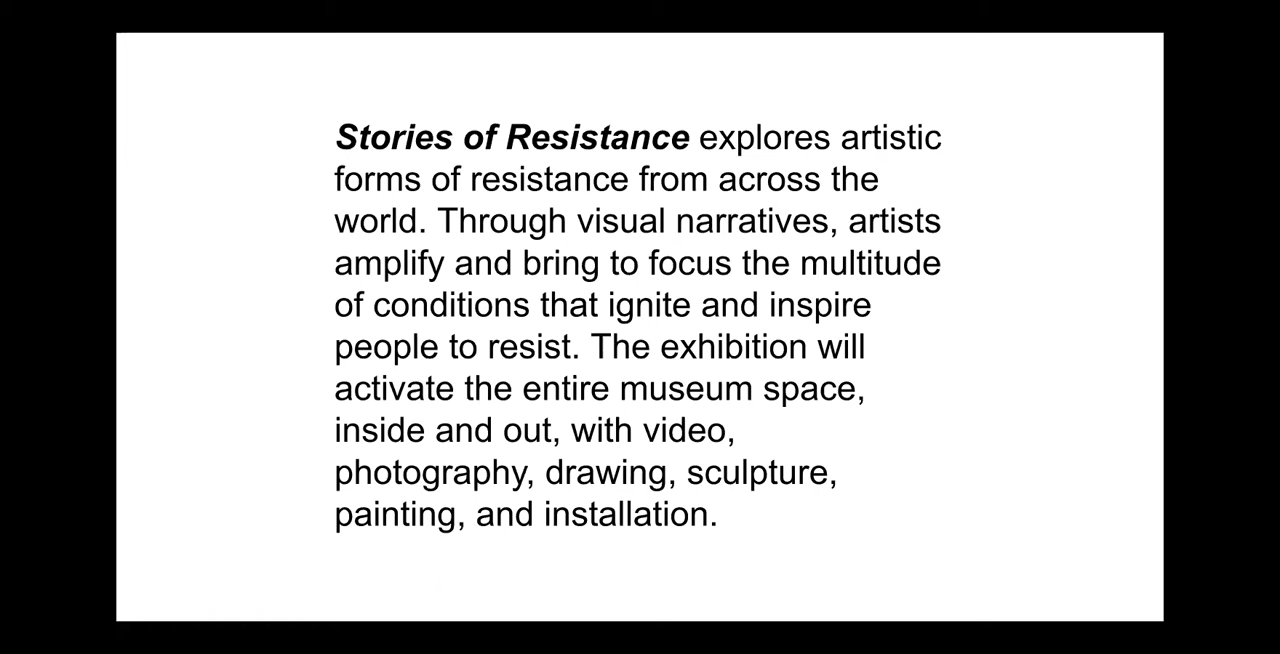 Stories of Resistance explores artistic
forms of resistance from across the
world. Through visual narratives, artists
amplify and bring to focus the multitude
of conditions that ignite and inspire
people to resist. The exhibition will
activate the entire museum space,
inside and out, with video,
photography, drawing, sculpture,
painting, and installation.